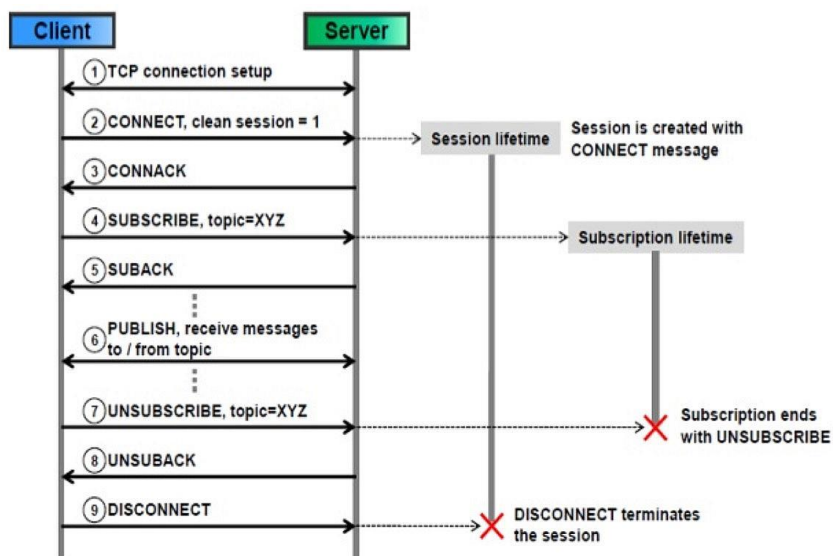 Client
Server
1 TCP connection setup
2 CONNECT, clean session = 1
Session lifetime
Session is created with
CONNECT message
3 CONNACK
4 SUBSCRIBE, topic=XYZ
Subscription lifetime
5 SUBACK
6 PUBLISH, receive messages
to / from topic
7 UNSUBSCRIBE, topic=XYZ
Subscription ends
with UNSUBSCRIBE
8 UNSUBACK
9 DISCONNECT
DISCONNECT terminates
the session